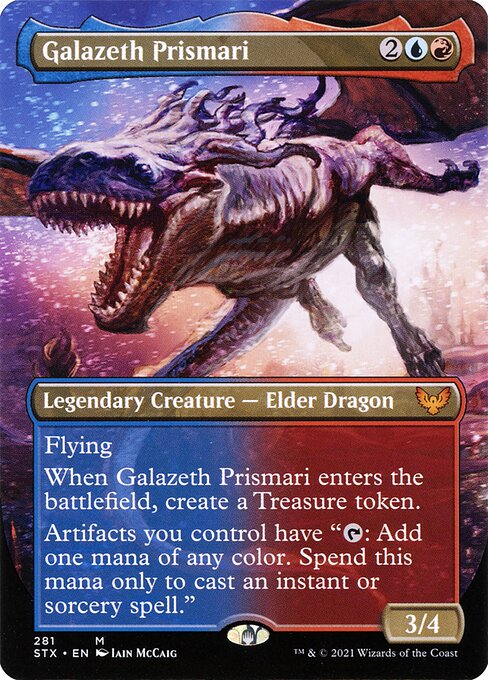 Galazeth Prismari 2
Legendary Creature — Elder Dragon
Flying
When Galazeth Prismari enters the
battlefield, create a Treasure token.
Artifacts you control have “: Add
one mana of any color. Spend this
mana only to cast an instant or
sorcery spell.”
3/4
281 M
STX • EN Iain McCaig
™ & © 2021 Wizards of the Coast